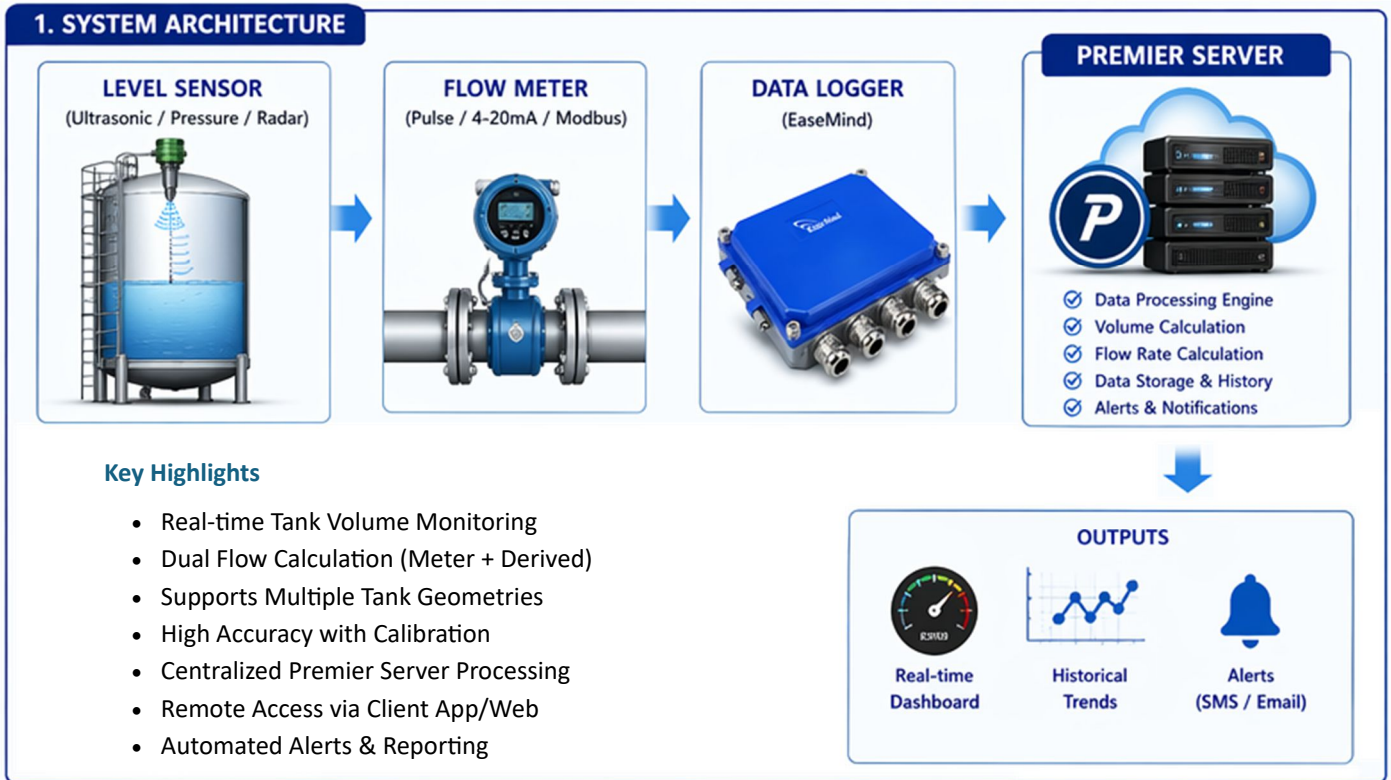 1. SYSTEM ARCHITECTURE
LEVEL SENSOR
(Ultrasonic / Pressure / Radar)
FLOW METER
(Pulse / 4-20mA / Modbus)
DATA LOGGER
(EaseMind)
PREMIER SERVER
P
Data Processing Engine
Volume Calculation
Flow Rate Calculation
Data Storage & History
Alerts & Notifications
Key Highlights
• Real-time Tank Volume Monitoring
• Dual Flow Calculation (Meter + Derived)
• Supports Multiple Tank Geometries
• High Accuracy with Calibration
• Centralized Premier Server Processing
• Remote Access via Client App/Web
• Automated Alerts & Reporting
OUTPUTS
Real-time
Dashboard
Historical
Trends
Alerts
(SMS / Email)